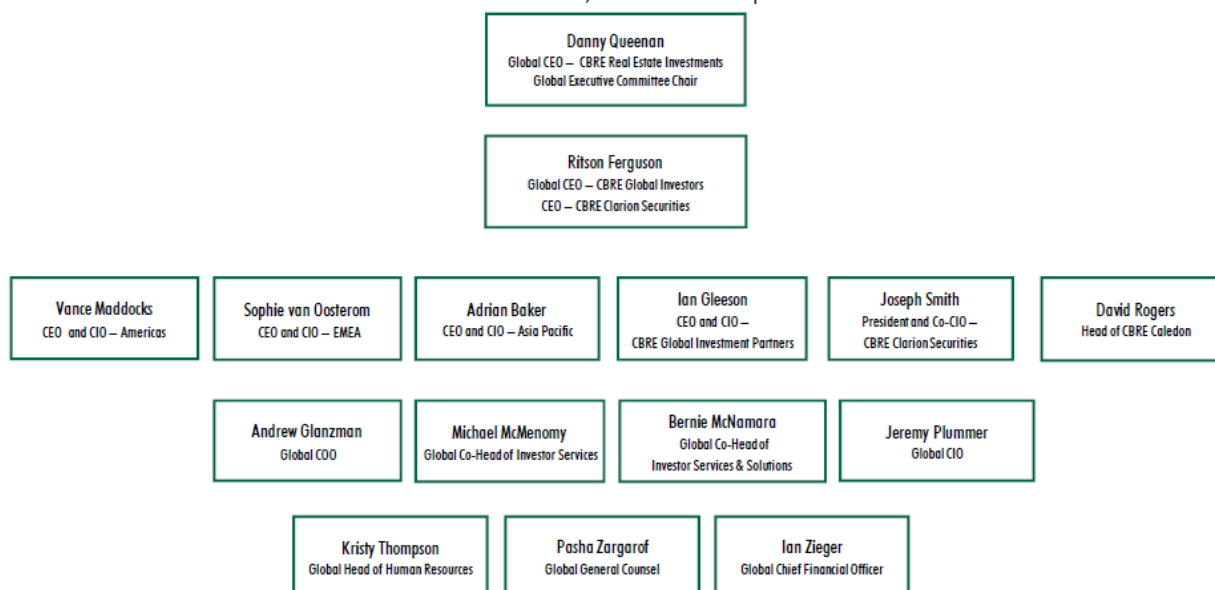 Danny Queenan
Global CEO – CBRE Real Estate Investments
Global Executive Committee Chair
Ritson Ferguson
Global CEO – CBRE Global Investors
CEO – CBRE Clarion Securities
Vance Maddocks
CEO and CIO – Americas
Sophie van Oosterom
CEO and CIO – EMEA
Adrian Baker
CEO and CIO – Asia Pacific
Ian Gleeson
CEO and CIO –
CBRE Global Investment Partners
Joseph Smith
President and Co-CIO –
CBRE Clarion Securities
David Rogers
Head of CBRE Caledon
Andrew Glanzman
Global COO
Michael McMenomy
Global Co-Head of Investor Services
Bernie McNamara
Global Co-Head of
Investor Services & Solutions
Jeremy Plummer
Global CIO
Kristy Thompson
Global Head of Human Resources
Pasha Zargarof
Global General Counsel
Ian Zieger
Global Chief Financial Officer